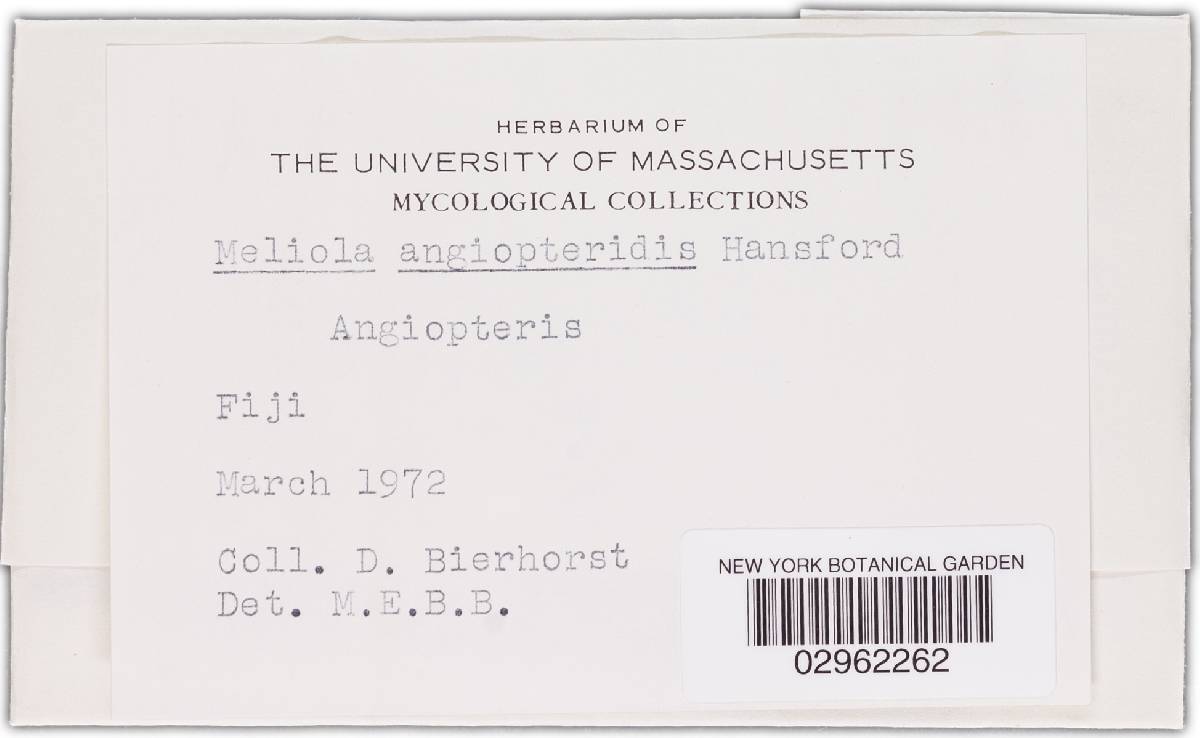 HERBARIUM OF
THE UNIVERSITY OF MASSACHUSETTS
MYCOLOGICAL COLLECTIONS
Meliola angiopteridis Hansford
Angiopteris
Fiji
March 1972
Coll. D. Bierhorst
Det. M.E.B.B.
NEW YORK BOTANICAL GARDEN
02962262